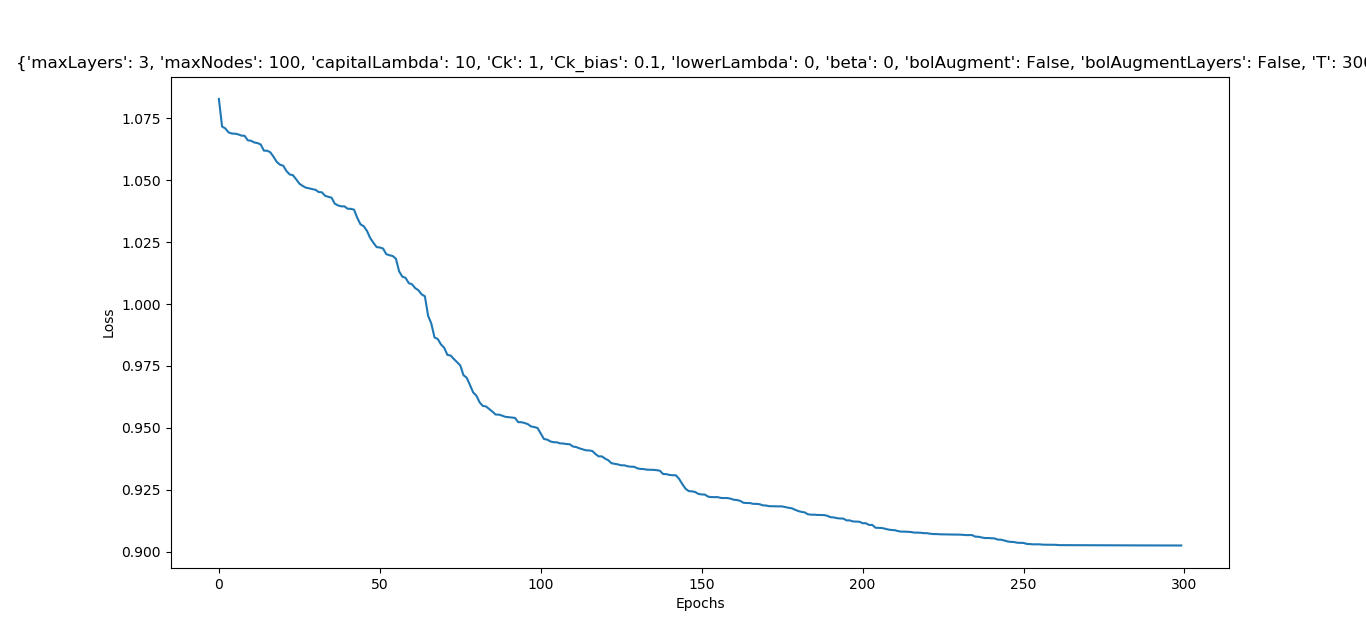 {'maxLayers': 3, 'maxNodes': 100, 'capitalLambda': 10, 'Ck': 1, 'Ck_bias': 0.1, 'lowerLambda': 0, 'beta': 0, 'bolAugment': False, 'bolAugmentLayers': False, 'T': 300
1.075
1.050
1.025
1.000
0.975
0.950
0.925
0.900
Loss
0 50 100 150 200 250 300
Epochs